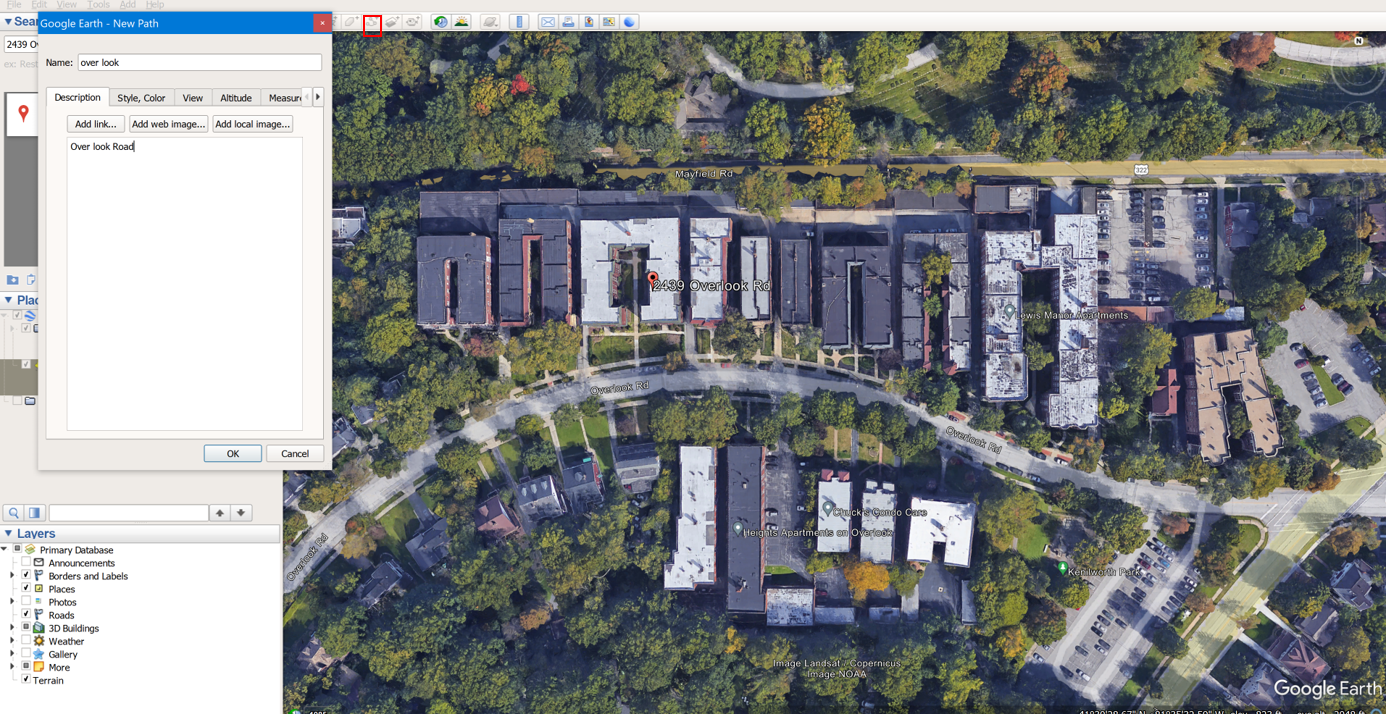 File Edit View Tools Add Help
Google Earth - New Path
Name: over look
Description Style, Color View Altitude Measur
Add link... Add web image... Add local image...
Over look Road
OK Cancel
Sear
2439 Ov
ex: Rest
Plac
Layers
Primary Database
Announcements
Borders and Labels
Places
Photos
Roads
3D Buildings
Weather
Gallery
More
Terrain
N
Mayfield Rd
322
2439 Overlook Rd
Lewis Manor Apartments
Overlook Rd
Overlook Rd
Chuck's Condo Care
Heights Apartments on Overlook
Overlook Rd
Kenilworth Park
Image Landsat / Copernicus
Image NOAA
Google Earth